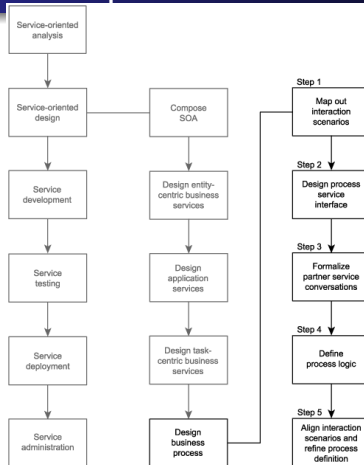 Service-oriented
analysis
Service-oriented
design
Service
development
Service
testing
Service
deployment
Service
administration
Compose
SOA
Design entity-
centric business
services
Design
application
services
Design task-
centric business
services
Design
business
process
Step 1
Map out
interaction
scenarios
Step 2
Design process
service
interface
Step 3
Formalize
partner service
conversations
Step 4
Define
process logic
Step 5
Align interaction
scenarios and
refine process
definition